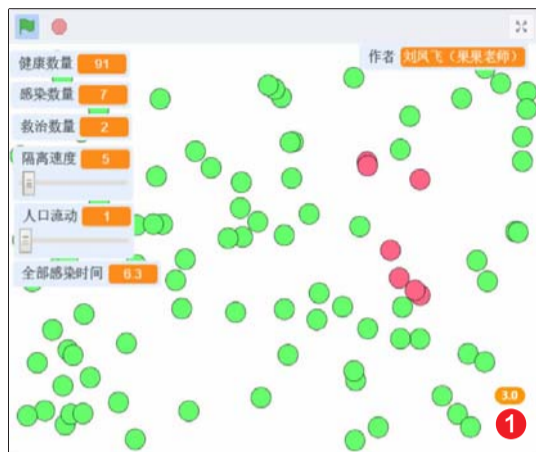 健康数量 91
作者 刘凤飞（果果老师）
感染数量 7
救治数量 2
隔离速度 5
人口流动 1
全部感染时间 6.3
3.0
1